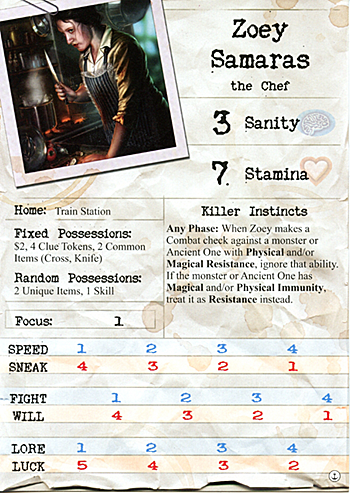 Zoey
Samaras
the Chef
3 Sanity
7 Stamina
Home: Train Station
Fixed Possessions:
$2, 4 Clue Tokens, 2 Common
Items (Cross, Knife)
Random Possessions:
2 Unique Items, 1 Skill
Focus: 1
Killer Instincts
Any Phase: When Zoey makes a
Combat check against a monster or
Ancient One with Physical and/or
Magical Resistance, ignore that ability.
If the monster or Ancient One has
Magical and/or Physical Immunity,
treat it as Resistance instead.
SPEED 1 2 3 4
SNEAK 4 3 2 1
FIGHT 1 2 3 4
WILL 4 3 2 1
LORE 1 2 3 4
LUCK 5 4 3 2